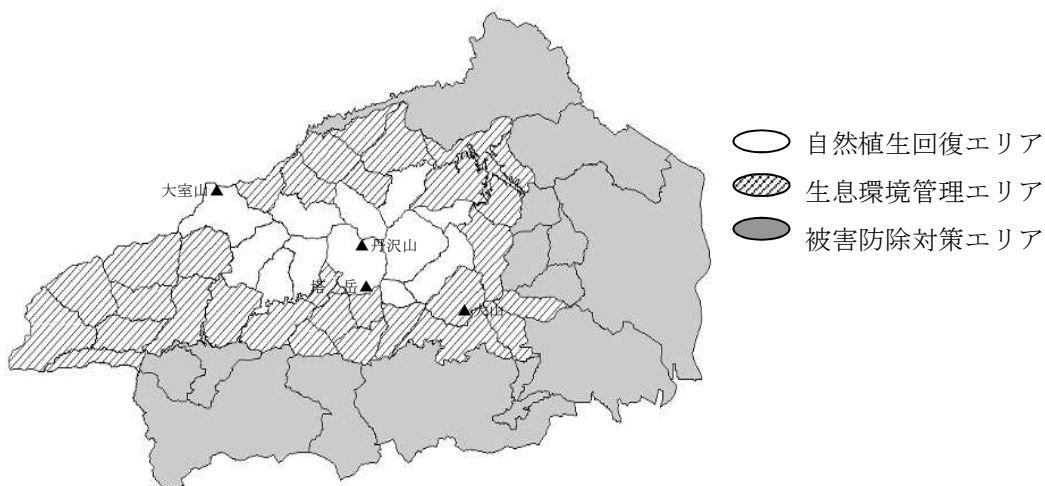 大室山
丹沢山
塔ノ岳
大山
自然植生回復エリア
生息環境管理エリア
被害防除対策エリア